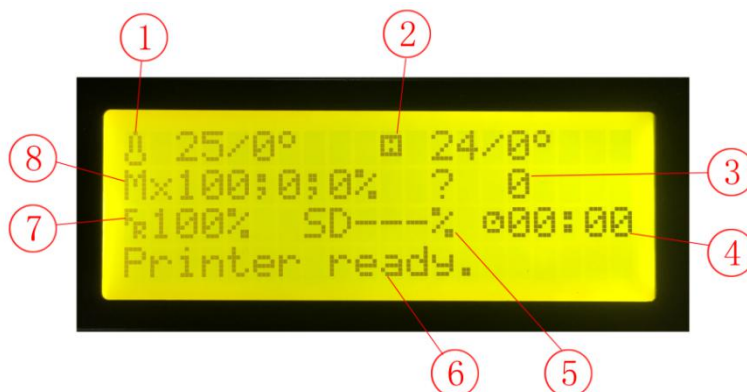 ① ②
25/0° 24/0°
⑧ Mx100;0;0% ? 0 ③
⑦ FR100% SD---% 00:00 ④
Printer ready.
⑥ ⑤